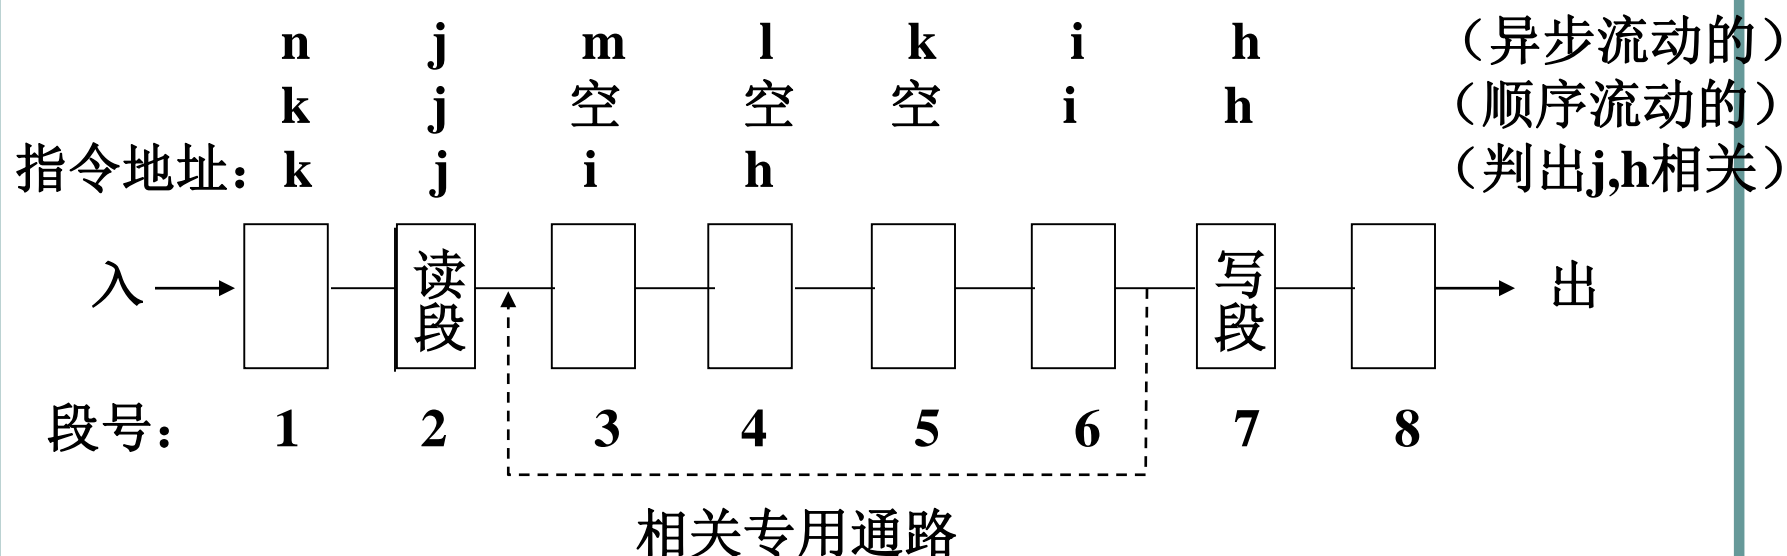 n j m l k i h （异步流动的）
k j 空 空 空 i h （顺序流动的）
指令地址： k j i h （判出j,h相关）
入 读段 写段 出
段号： 1 2 3 4 5 6 7 8
相关专用通路